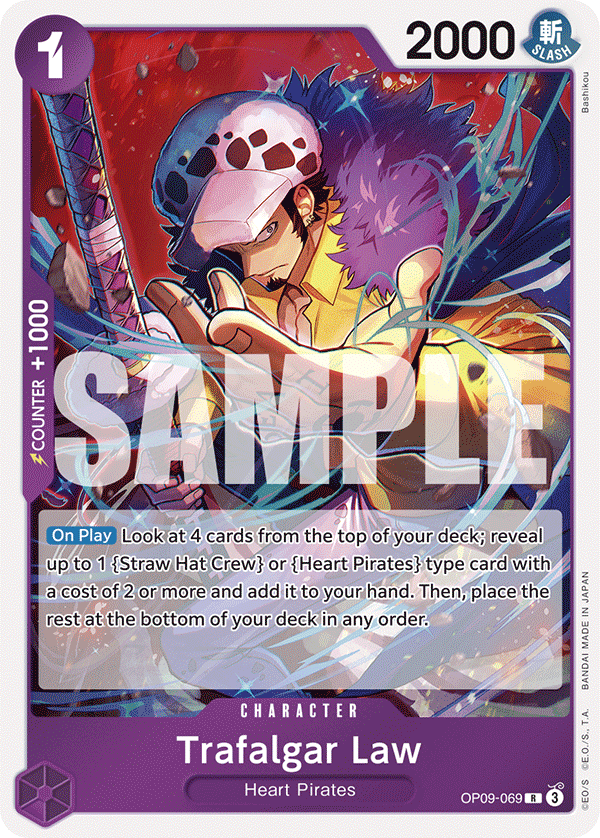 1
2000
斬
SLASH
Bashikou
COUNTER +1000
SAMPLE
On Play Look at 4 cards from the top of your deck; reveal
up to 1 {Straw Hat Crew} or {Heart Pirates} type card with
a cost of 2 or more and add it to your hand. Then, place the
rest at the bottom of your deck in any order.
CHARACTER
Trafalgar Law
Heart Pirates
OP09-069 R 3
©E.O./S ©E.O./S., T.A. BANDAI MADE IN JAPAN